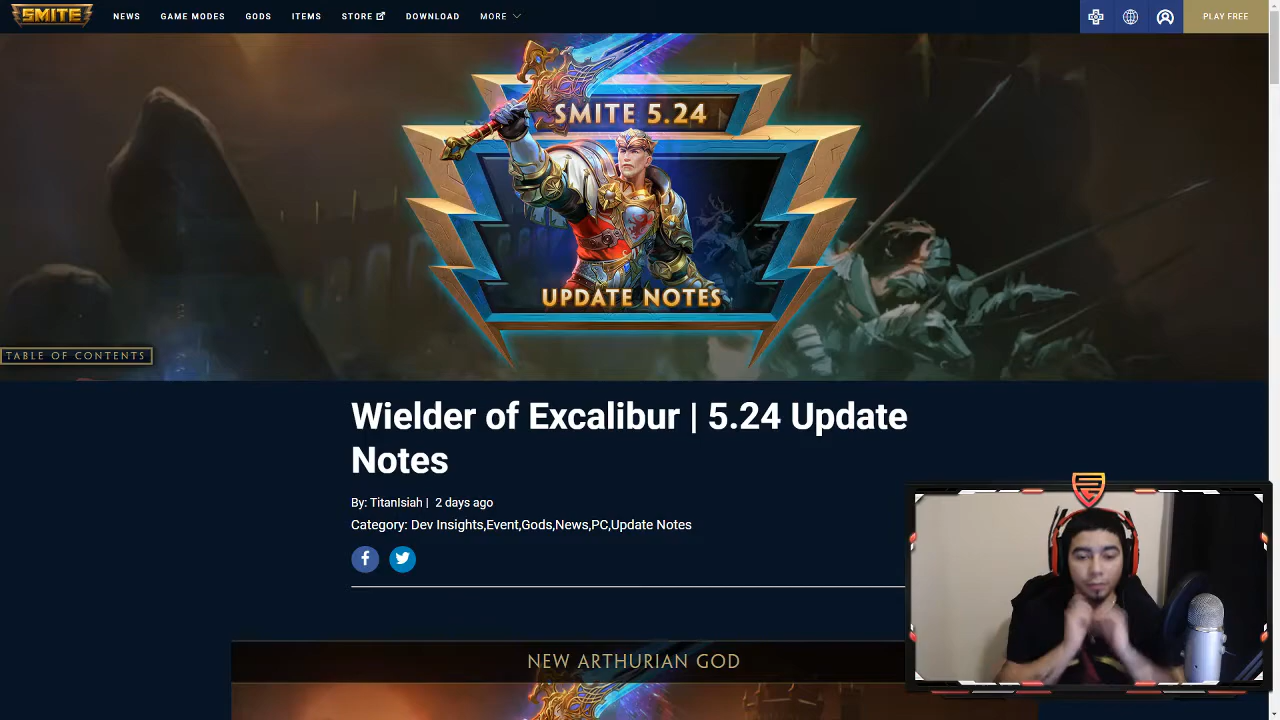 SMITE
NEWS
GAME MODES
GODS
ITEMS
STORE
DOWNLOAD
MORE
PLAY FREE
SMITE 5.24
UPDATE NOTES
TABLE OF CONTENTS
Wielder of Excalibur | 5.24 Update
Notes
By: TitanIsiah | 2 days ago
Category: Dev Insights,Event,Gods,News,PC,Update Notes
NEW ARTHURIAN GOD